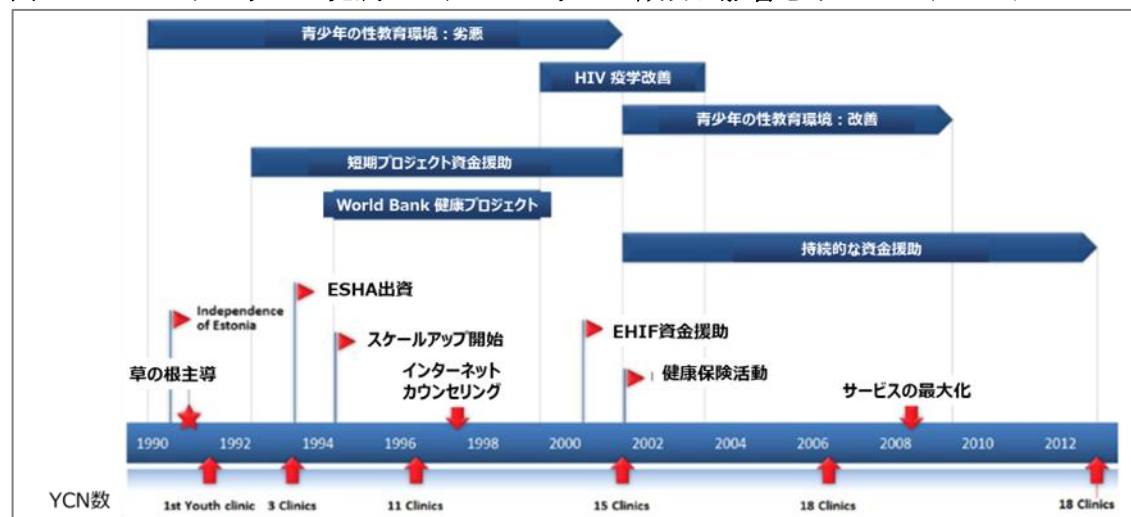 青少年の性教育環境：劣悪
HIV 疫学改善
青少年の性教育環境：改善
短期プロジェクト資金援助
World Bank 健康プロジェクト
持続的な資金援助
ESHA出資
Independence
of Estonia
スケールアップ開始
EHIF資金援助
草の根主導
インターネット
カウンセリング
健康保険活動
サービスの最大化
1990 1992 1994 1996 1998 2000 2002 2004 2006 2008 2010 2012
YCN数
1st Youth clinic 3 Clinics 11 Clinics 15 Clinics 18 Clinics 18 Clinics